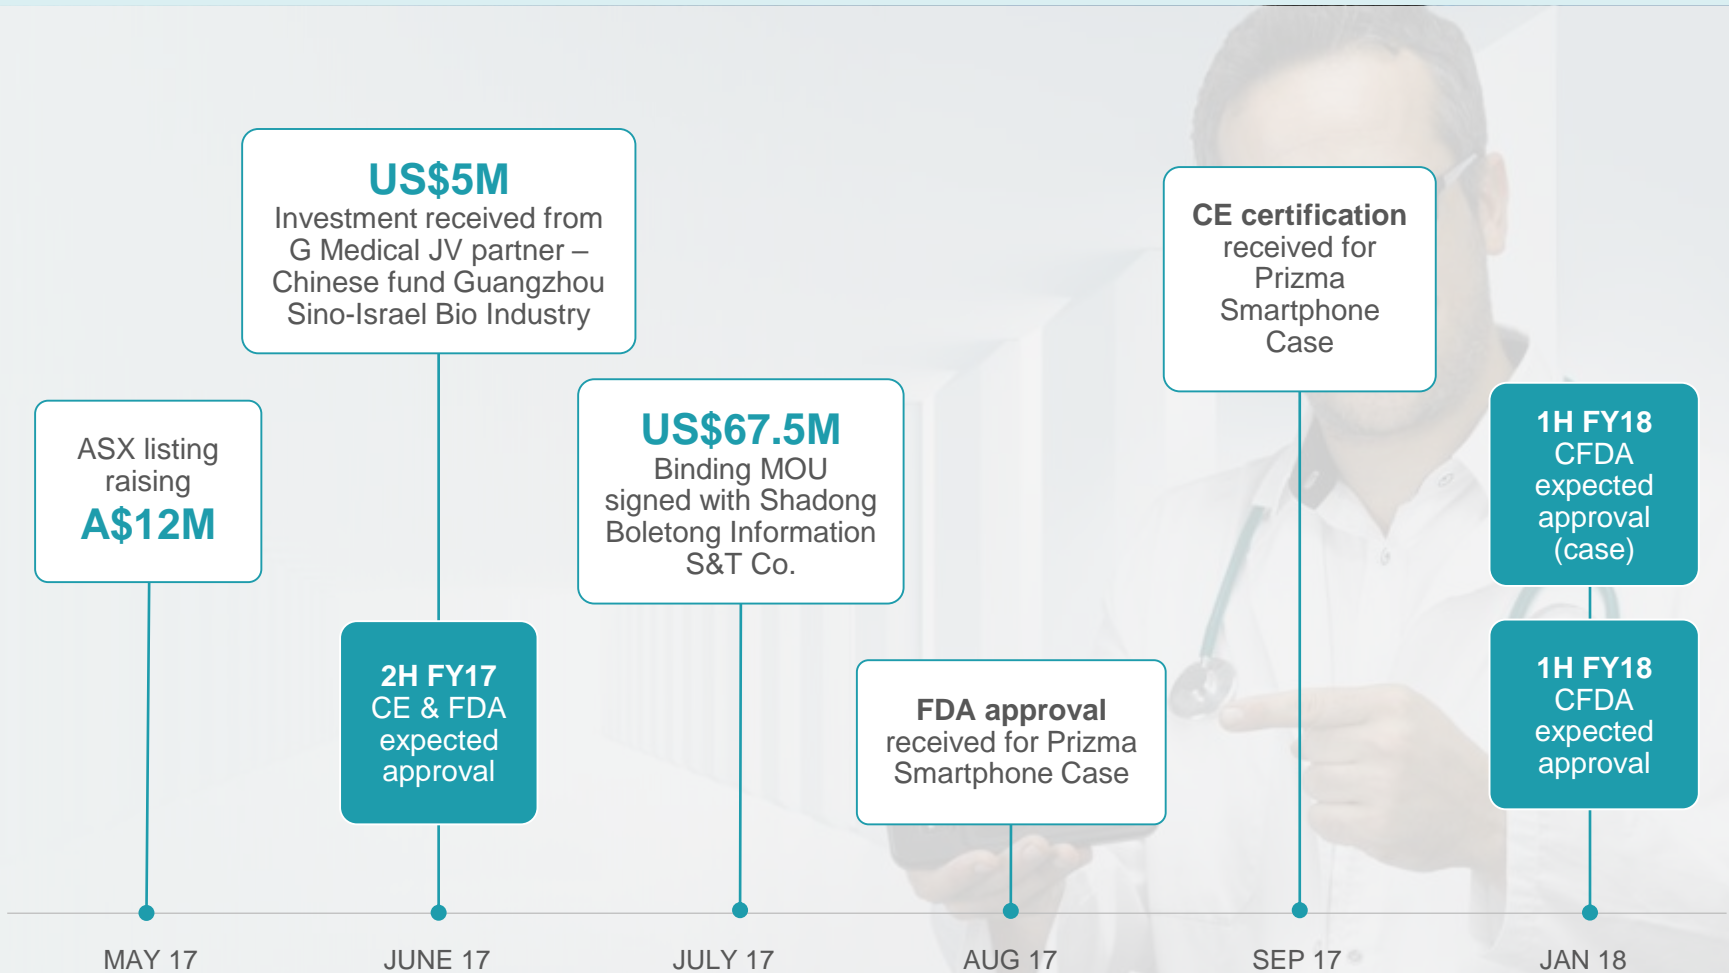 US$5M
Investment received from
G Medical JV partner –
Chinese fund Guangzhou
Sino-Israel Bio Industry
CE certification
received for
Prizma
Smartphone
Case
ASX listing
raising
A$12M
US$67.5M
Binding MOU
signed with Shadong
Boletong Information
S&T Co.
1H FY18
CFDA
expected
approval
(case)
2H FY17
CE & FDA
expected
approval
FDA approval
received for Prizma
Smartphone Case
1H FY18
CFDA
expected
approval
MAY 17
JUNE 17
JULY 17
AUG 17
SEP 17
JAN 18